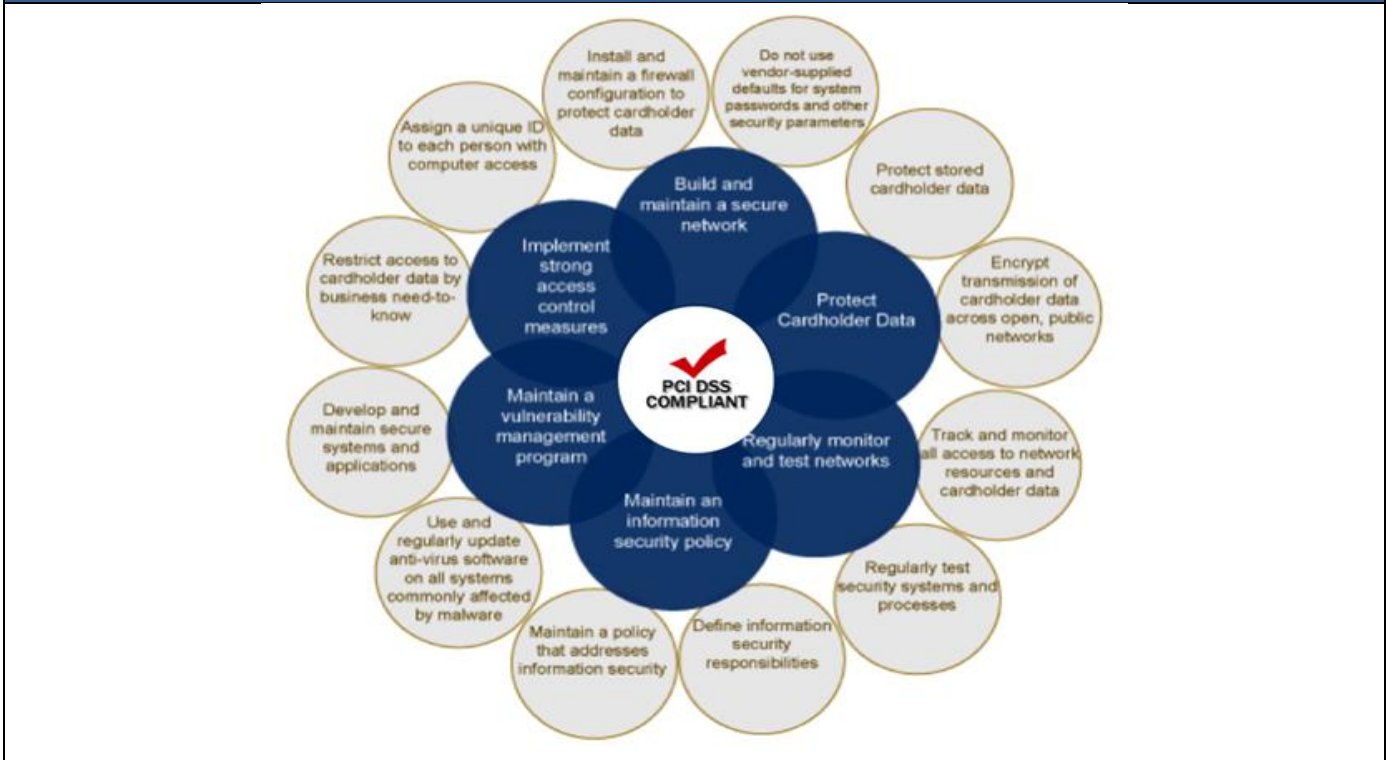 Install and
maintain a firewall
configuration to
protect cardholder
data
Do not use
vendor-supplied
defaults for system
passwords and other
security parameters
Protect stored
cardholder data
Encrypt
transmission of
cardholder data
across open, public
networks
Track and monitor
all access to network
resources and
cardholder data
Regularly test
security systems and
processes
Define information
security
responsibilities
Maintain a policy
that addresses
information security
Use and
regularly update
anti-virus software
on all systems
commonly affected
by malware
Develop and
maintain secure
systems and
applications
Restrict access to
cardholder data by
business need-to-
know
Assign a unique ID
to each person with
computer access
Build and
maintain a secure
network
Protect
Cardholder Data
Regularly monitor
and test networks
Maintain an
information
security policy
Maintain a
vulnerability
management
program
Implement
strong
access
control
measures
PCI DSS
COMPLIANT